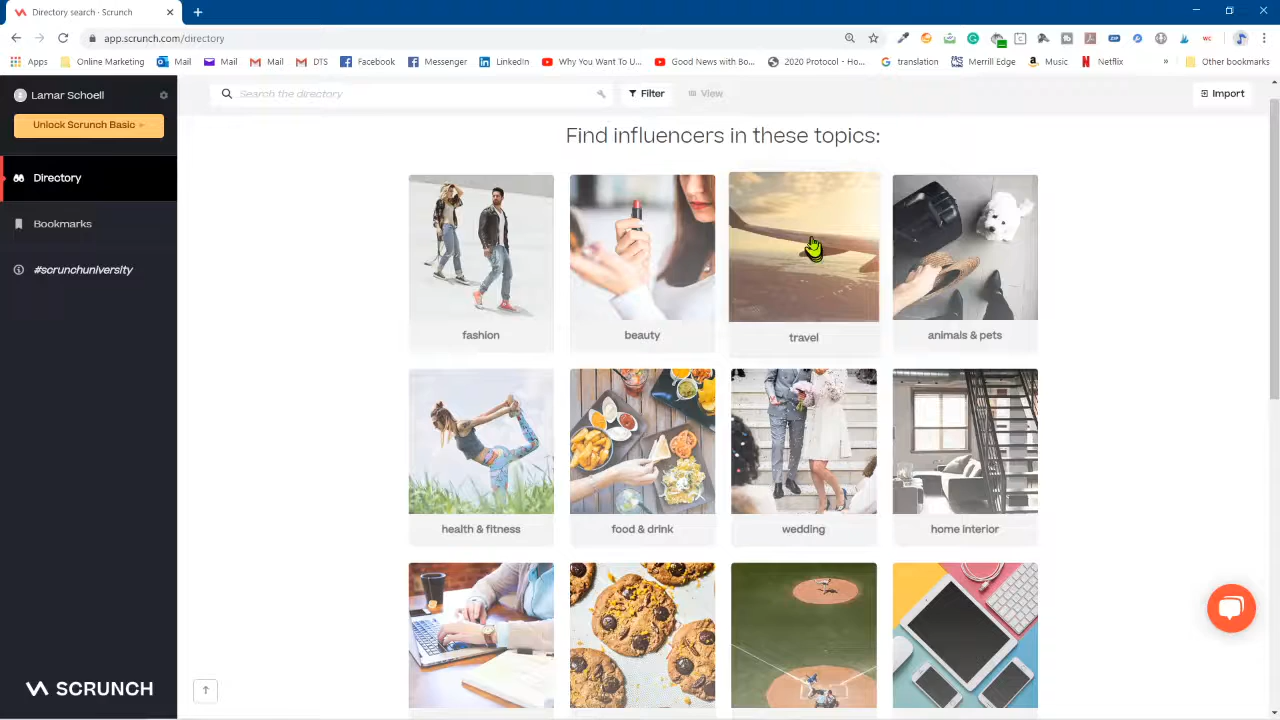 Directory search - Scrunch
app.scrunch.com/directory
Apps Online Marketing Mail Mail Mail DTS Facebook Messenger LinkedIn Why You Want To U... Good News with Bo... 2020 Protocol - Ho... translation Merrill Edge Music Netflix » Other bookmarks
Lamar Schoell
Search the directory Filter View Import
Unlock Scrunch Basic
Find influencers in these topics:
Directory
Bookmarks
#scrunchuniversity
fashion beauty travel animals & pets
health & fitness food & drink wedding home interior
SCRUNCH